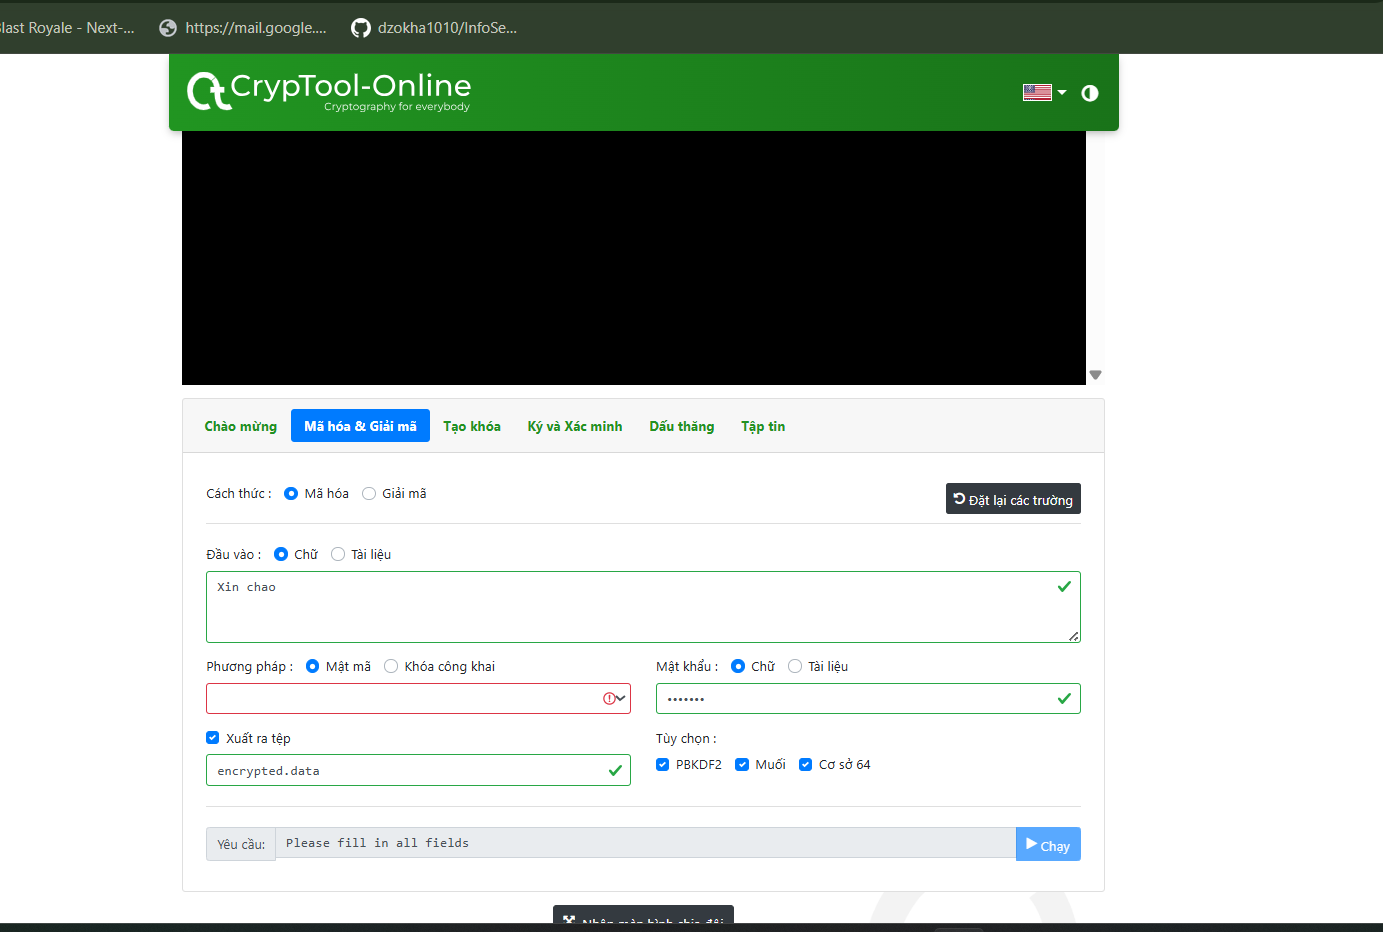 last Royale - Next-... https://mail.google.... dzokha1010/InfoSe...
CrypTool-Online
Cryptography for everybody
Chào mừng Mã hóa & Giải mã Tạo khóa Ký và Xác minh Dấu thăng Tập tin
Cách thức : Mã hóa Giải mã Đặt lại các trường
Đầu vào : Chữ Tài liệu
Xin chao
Phương pháp : Mật mã Khóa công khai Mật khẩu : Chữ Tài liệu
•••••••
Xuất ra tệp Tùy chọn :
encrypted.data PBKDF2 Muối Cơ sở 64
Yêu cầu: Please fill in all fields Chạy